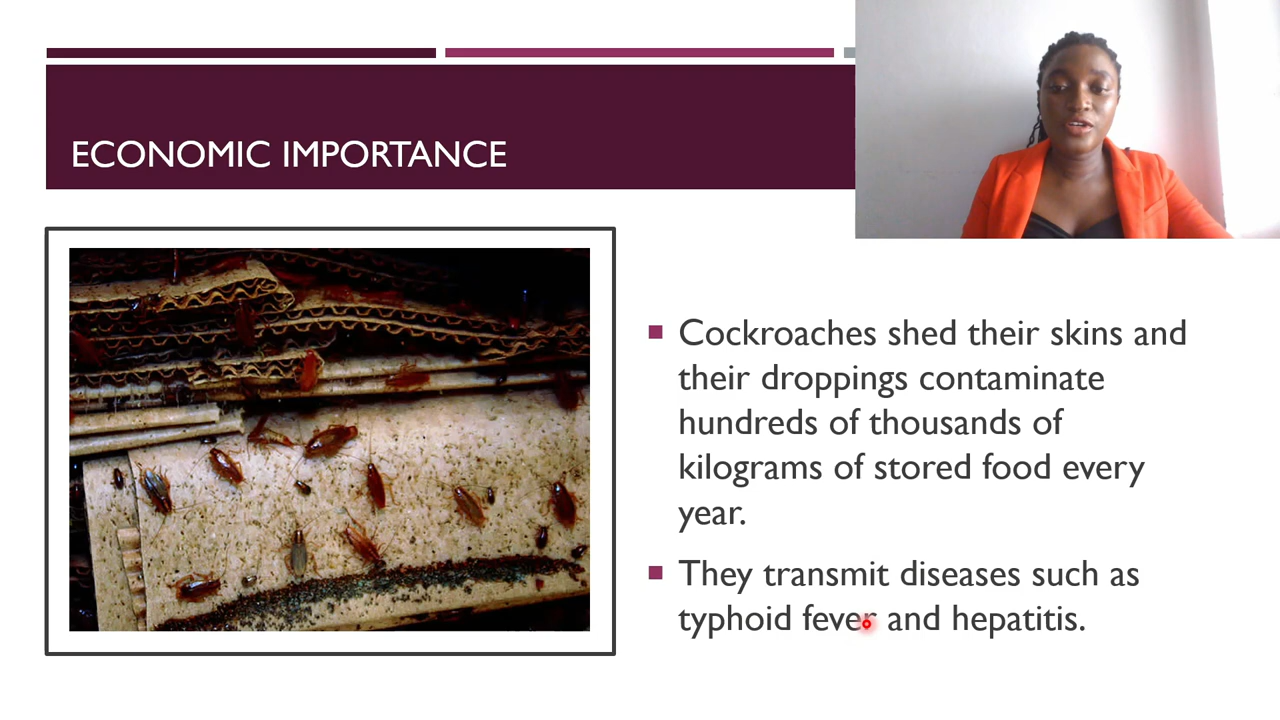 ECONOMIC IMPORTANCE
Cockroaches shed their skins and
their droppings contaminate
hundreds of thousands of
kilograms of stored food every
year.
They transmit diseases such as
typhoid fever and hepatitis.